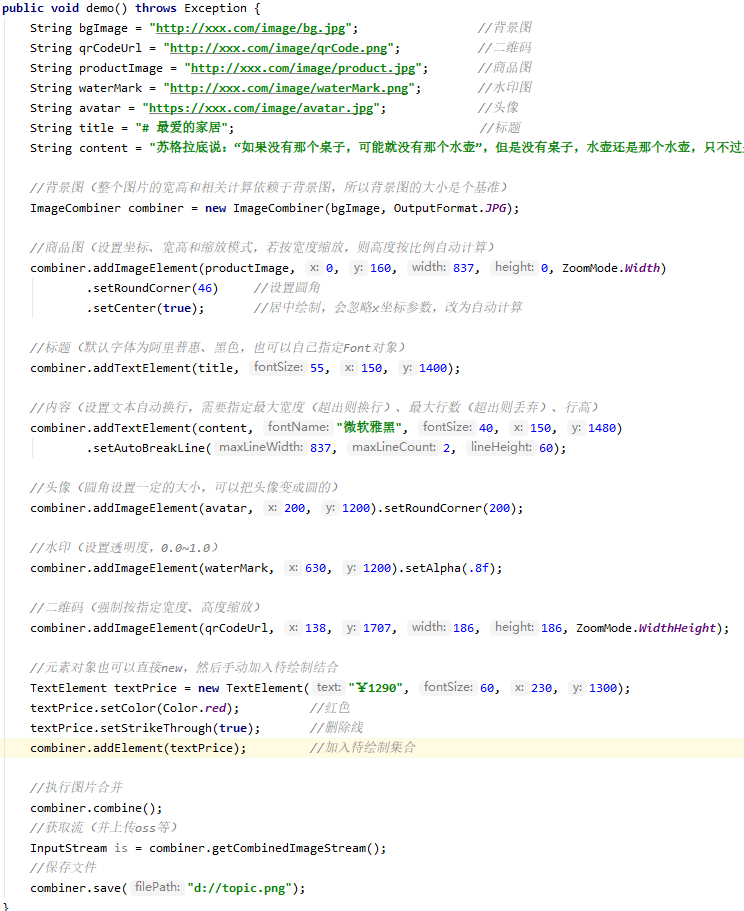 public void demo() throws Exception {
String bgImage = "http://xxx.com/image/bg.jpg"; //背景图
String qrCodeUrl = "http://xxx.com/image/qrCode.png"; //二维码
String productImage = "http://xxx.com/image/product.jpg"; //商品图
String waterMark = "http://xxx.com/image/waterMark.png"; //水印图
String avatar = "https://xxx.com/image/avatar.jpg"; //头像
String title = "# 最爱的家居"; //标题
String content = "苏格拉底说：“如果没有那个桌子，可能就没有那个水壶”，但是没有桌子，水壶还是那个水壶，只不过
//背景图（整个图片的宽高和相关计算依赖于背景图，所以背景图的大小是个基准）
ImageCombiner combiner = new ImageCombiner(bgImage, OutputFormat.JPG);
//商品图（设置坐标、宽高和缩放模式，若按宽度缩放，则高度按比例自动计算）
combiner.addImageElement(productImage, x: 0, y: 160, width: 837, height: 0, ZoomMode.Width)
.setRoundCorner(46) //设置圆角
.setCenter(true); //居中绘制，会忽略x坐标参数，改为自动计算
//标题（默认字体为阿里普惠、黑色，也可以自己指定Font对象）
combiner.addTextElement(title, fontSize: 55, x: 150, y: 1400);
//内容（设置文本自动换行，需要指定最大宽度（超出则换行）、最大行数（超出则丢弃）、行高）
combiner.addTextElement(content, fontName: "微软雅黑", fontSize: 40, x: 150, y: 1480)
.setAutoBreakLine( maxLineWidth: 837, maxLineCount: 2, lineHeight: 60);
//头像（圆角设置一定的大小，可以把头像变成圆的）
combiner.addImageElement(avatar, x: 200, y: 1200).setRoundCorner(200);
//水印（设置透明度，0.0~1.0）
combiner.addImageElement(waterMark, x: 630, y: 1200).setAlpha(.8f);
//二维码（强制按指定宽度、高度缩放）
combiner.addImageElement(qrCodeUrl, x: 138, y: 1707, width: 186, height: 186, ZoomMode.WidthHeight);
//元素对象也可以直接new，然后手动加入待绘制结合
TextElement textPrice = new TextElement( text: "￥1290", fontSize: 60, x: 230, y: 1300);
textPrice.setColor(Color.red); //红色
textPrice.setStrikeThrough(true); //删除线
combiner.addElement(textPrice); //加入待绘制集合
//执行图片合并
combiner.combine();
//获取流（并上传oss等）
InputStream is = combiner.getCombinedImageStream();
//保存文件
combiner.save( filePath: "d://topic.png");
}